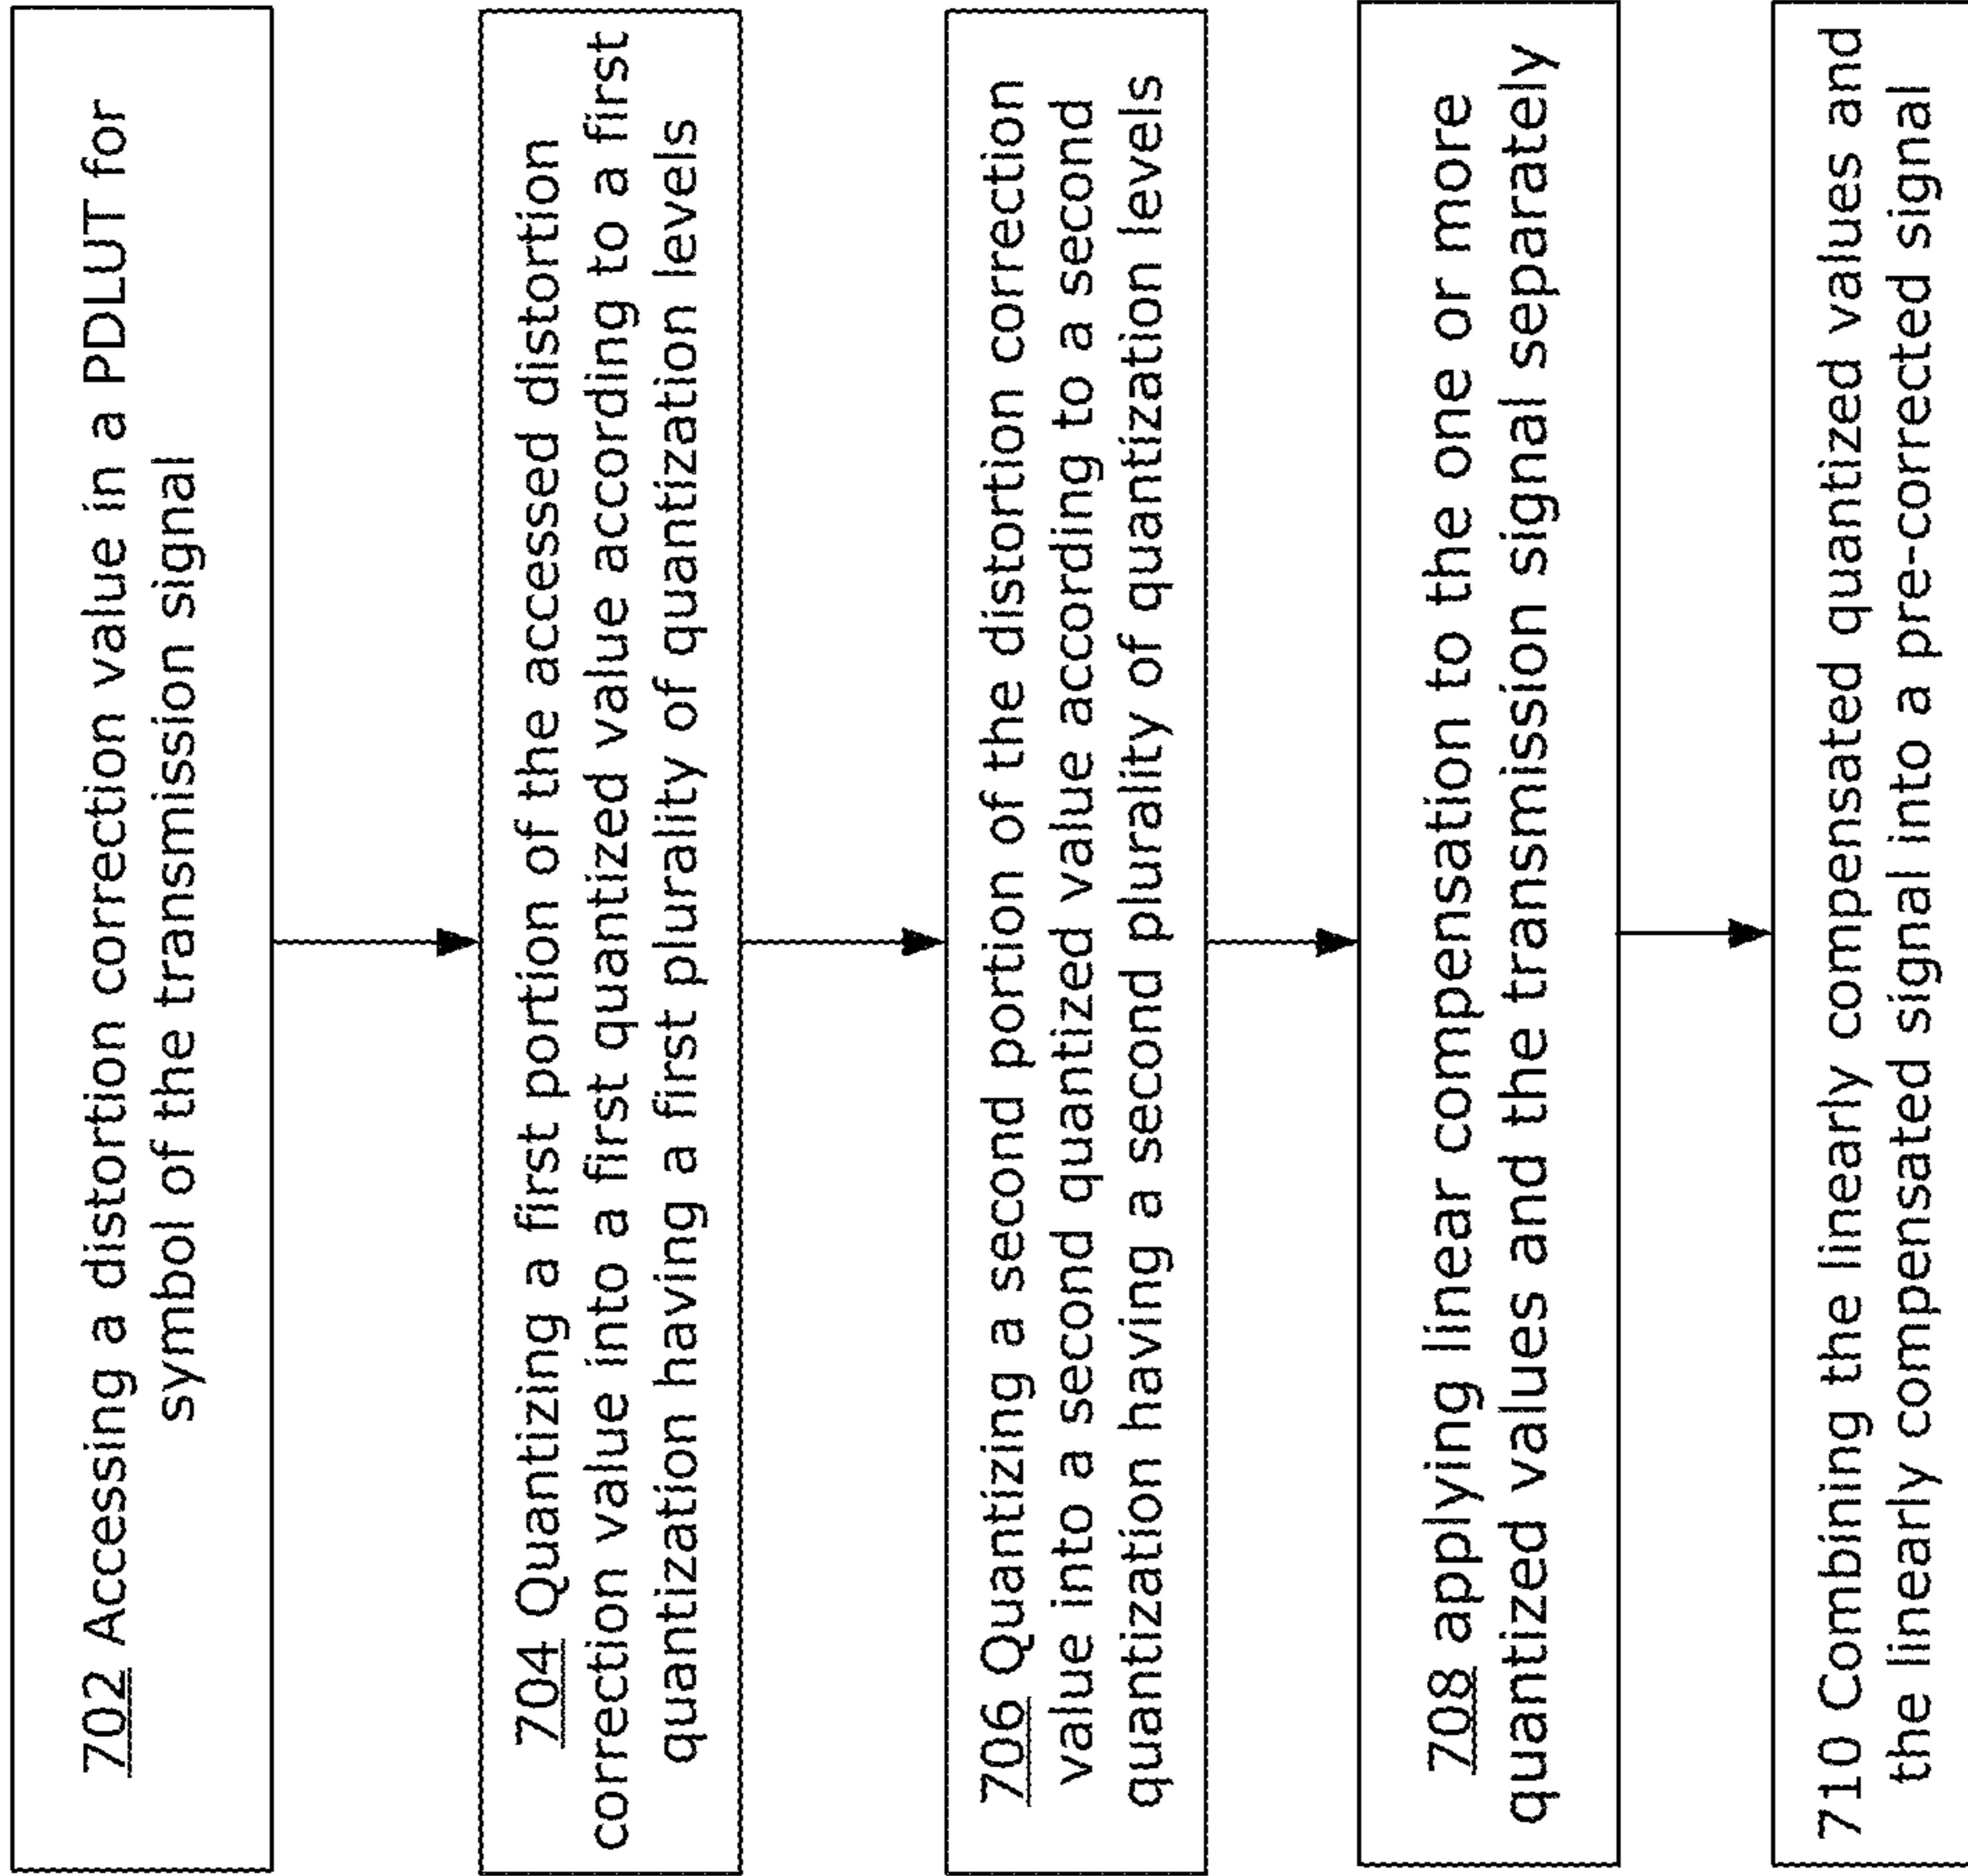 702 Accessing a distortion correction value in a PDLUT for
symbol of the transmission signal
704 Quantizing a first portion of the accessed distortion
correction value into a first quantized value according to a first
quantization having a first plurality of quantization levels
706 Quantizing a second portion of the distortion correction
value into a second quantized value according to a second
quantization having a second plurality of quantization levels
708 applying linear compensation to the one or more
quantized values and the transmission signal separately
710 Combining the linearly compensated quantized values and
the linearly compensated signal into a pre-corrected signal